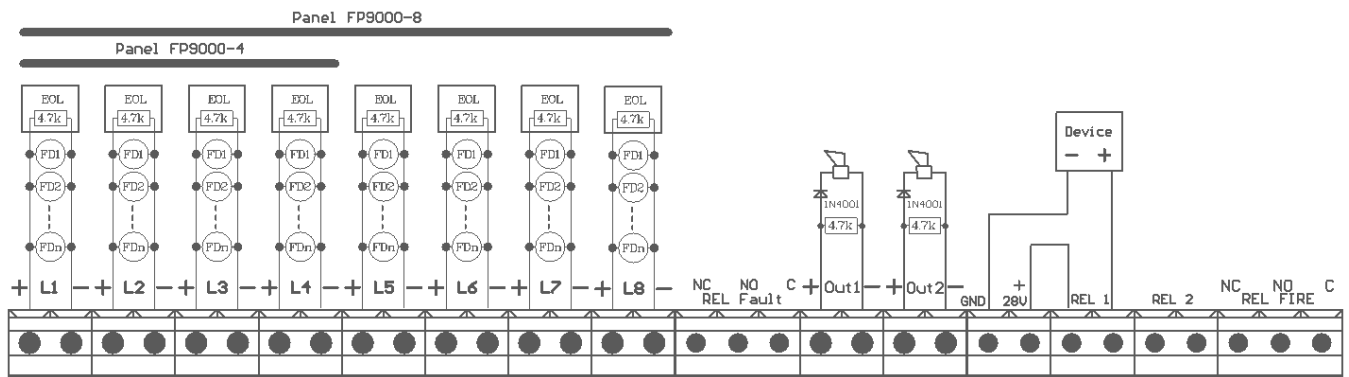 Panel FP9000-8
Panel FP9000-4
EOL EOL EOL EOL EOL EOL EOL EOL
4.7k 4.7k 4.7k 4.7k 4.7k 4.7k 4.7k 4.7k
Device
- +
FD1 FD1 FD1 FD1 FD1 FD1 FD1 FD1
FD2 FD2 FD2 FD2 FD2 FD2 FD2 FD2
1N4001 1N4001
4.7k 4.7k
FDn FDn FDn FDn FDn FDn FDn FDn
+ L1 - + L2 - + L3 - + L4 - + L5 - + L6 - + L7 - + L8 - NC NO C + Out1 - + Out2 - + NC NO C
REL Fault GND 28V REL 1 REL 2 REL FIRE